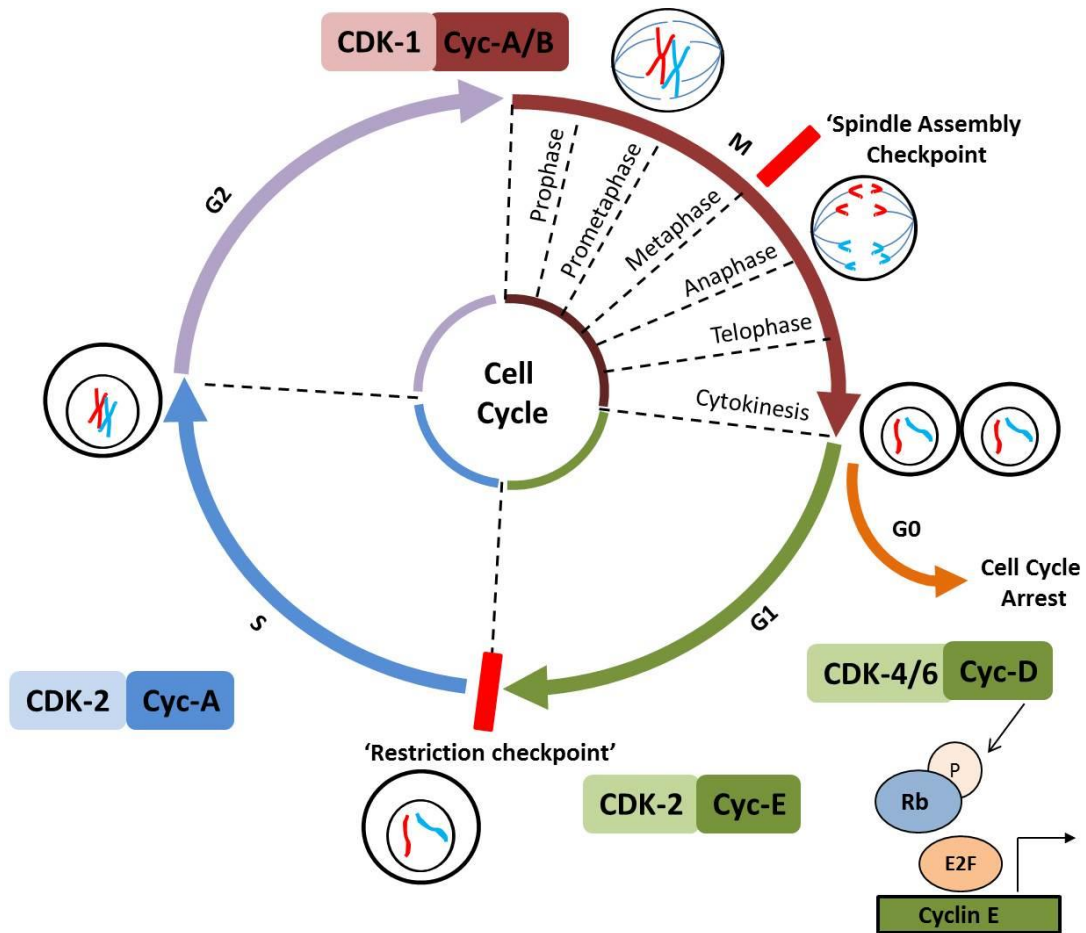 CDK-1 Cyc-A/B
'Spindle Assembly
Checkpoint
M
G2
Prophase
Prometaphase
Metaphase
Anaphase
Telophase
Cytokinesis
Cell
Cycle
G0
Cell Cycle
Arrest
G1
S
CDK-4/6 Cyc-D
CDK-2 Cyc-A
'Restriction checkpoint'
CDK-2 Cyc-E
P
Rb
E2F
Cyclin E